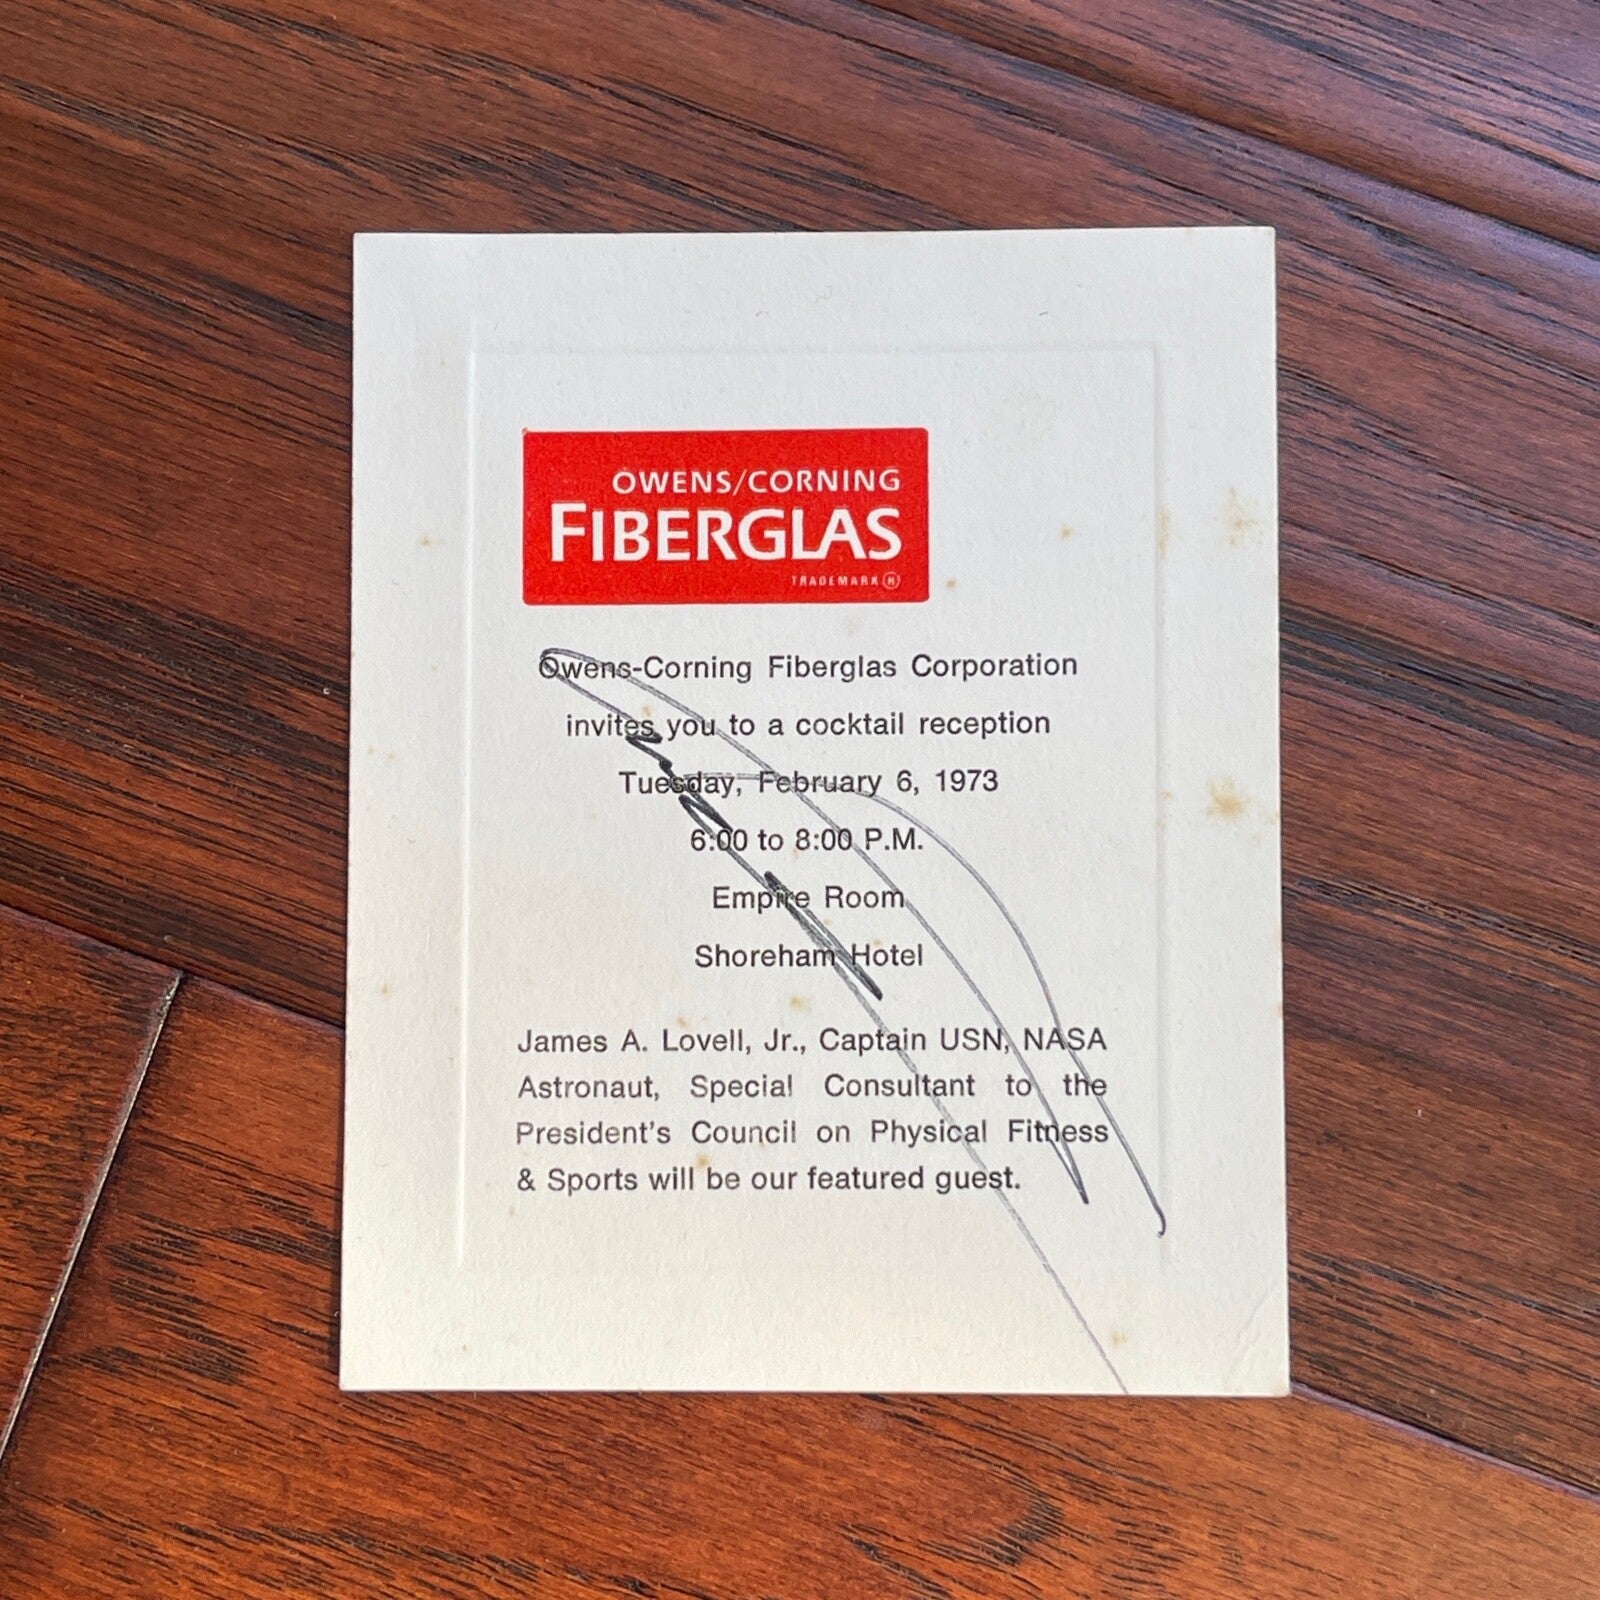 OWENS/CORNING
FIBERGLAS
TRADEMARK ®
Owens-Corning Fiberglas Corporation
invites you to a cocktail reception
Tuesday, February 6, 1973
6:00 to 8:00 P.M.
Empire Room
Shoreham Hotel
James A. Lovell, Jr., Captain USN, NASA
Astronaut, Special Consultant to the
President's Council on Physical Fitness
& Sports will be our featured guest.